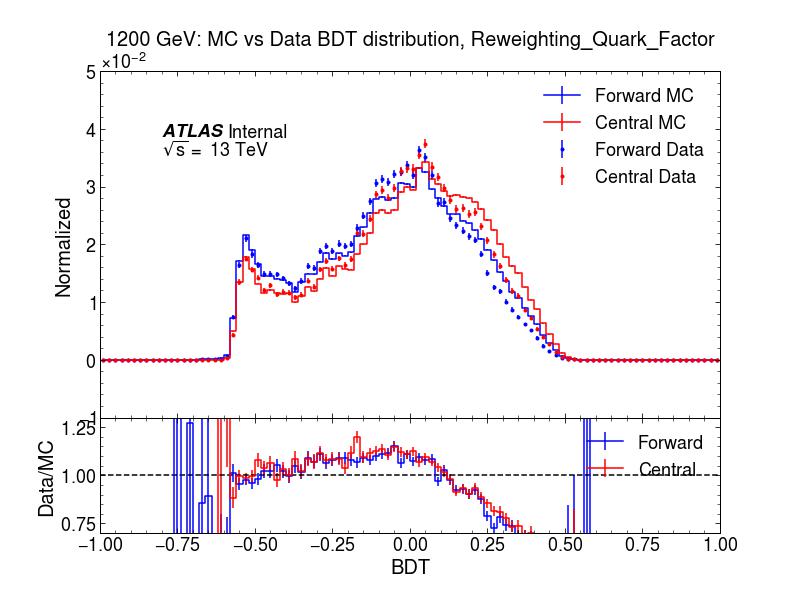 1200 GeV: MC vs Data BDT distribution, Reweighting_Quark_Factor
×10⁻²
5
4
3
2
1
0
−1
Normalized
ATLAS Internal
√s = 13 TeV
Forward MC
Central MC
Forward Data
Central Data
1.25
1.00
0.75
Data/MC
Forward
Central
−1.00 −0.75 −0.50 −0.25 0.00 0.25 0.50 0.75 1.00
BDT